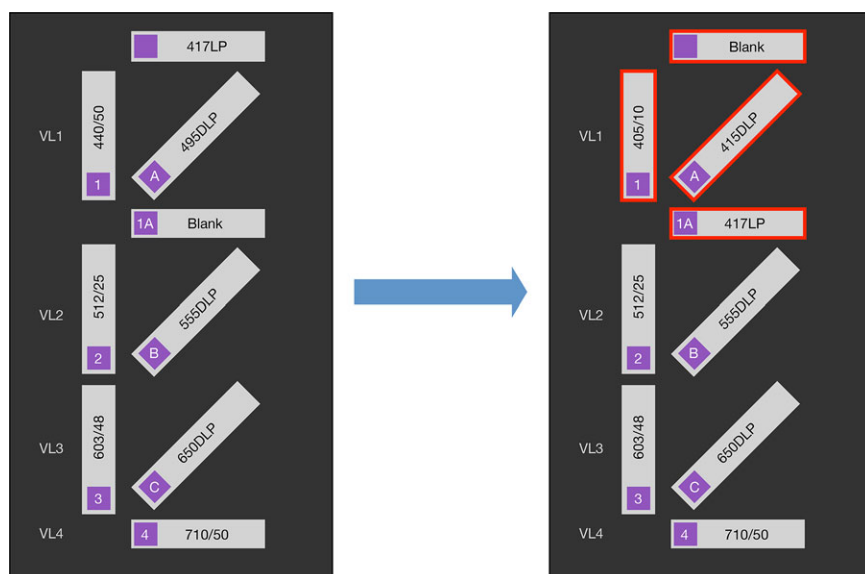 417LP
VL1
440/50
1
495DLP
A
1A
Blank
VL2
512/25
2
555DLP
B
VL3
603/48
3
650DLP
C
VL4
4
710/50
Blank
VL1
405/10
1
415DLP
A
1A
417LP
VL2
512/25
2
555DLP
B
VL3
603/48
3
650DLP
C
VL4
4
710/50